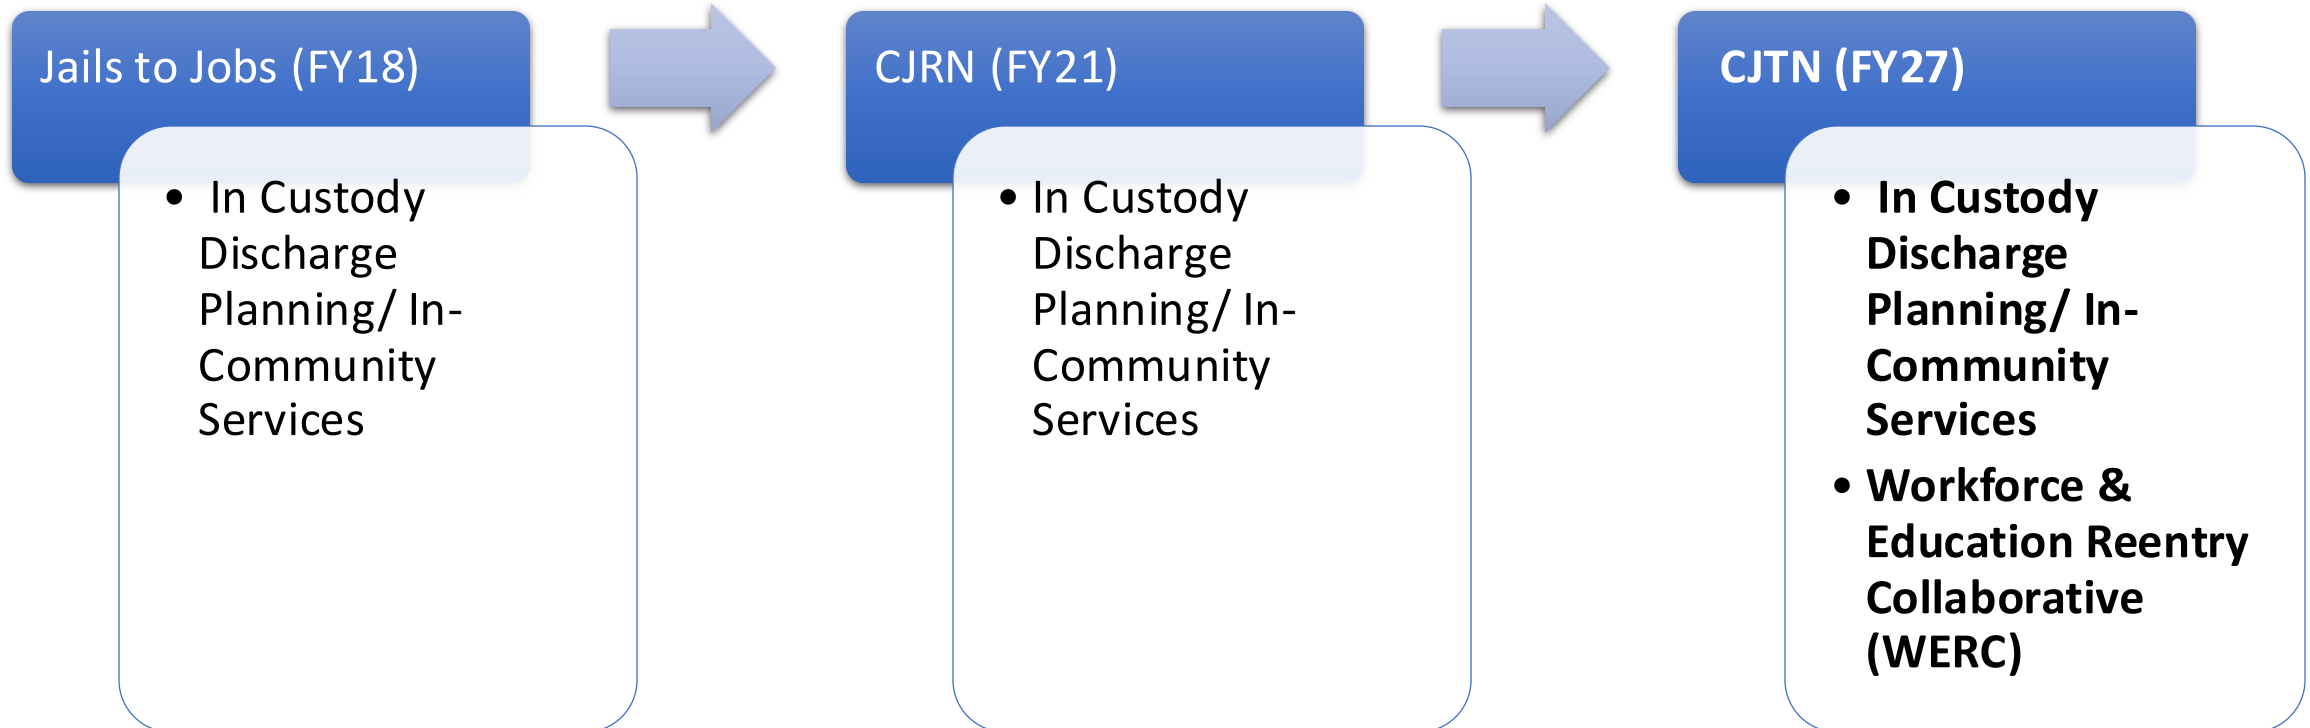 Jails to Jobs (FY18)
• In Custody
Discharge
Planning/ In-
Community
Services
CJRN (FY21)
• In Custody
Discharge
Planning/ In-
Community
Services
CJTN (FY27)
• In Custody
Discharge
Planning/ In-
Community
Services
• Workforce &
Education Reentry
Collaborative
(WERC)